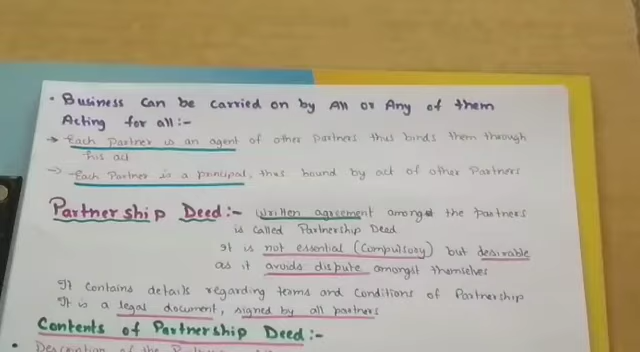 • Business can be carried on by All or Any of them
Acting for all:-
→ Each Partner is an agent of other partners thus binds them through
his act
→ Each Partner is a principal, thus bound by act of other Partners
Partnership Deed:- Written agreement amongst the partners
is called Partnership Deed
It is not essential (Compulsory) but desirable
as it avoids dispute amongst themselves
It contains details regarding terms and Conditions of Partnership
It is a legal document, signed by all partners
Contents of Partnership Deed:-
• Description of the